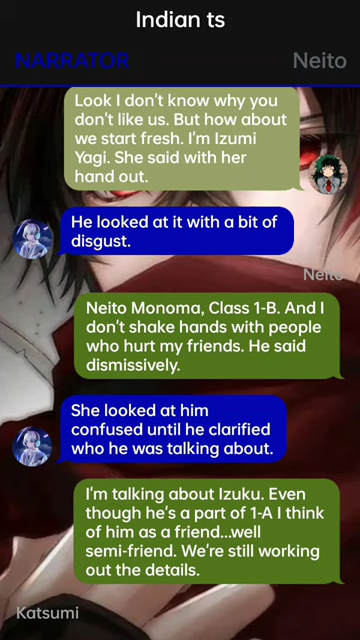 Indian ts
NARRATOR
Neito
Look I don't know why you
don't like us. But how about
we start fresh. I'm Izumi
Yagi. She said with her
hand out.
He looked at it with a bit of
disgust.
Neito
Neito Monoma, Class 1-B. And I
don't shake hands with people
who hurt my friends. He said
dismissively.
She looked at him
confused until he clarified
who he was talking about.
I'm talking about Izuku. Even
though he's a part of 1-A I think
of him as a friend...well
semi-friend. We're still working
out the details.
Katsumi